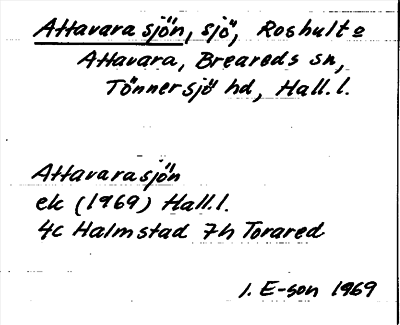 Attavarasjön, sjö, Roshult o
Attavara, Breareds sn,
Tönnersjö hd, Hall.l.
Attavarasjön
ek (1969) Hall.l.
4c Halmstad 7h Torared
I. E-son 1969